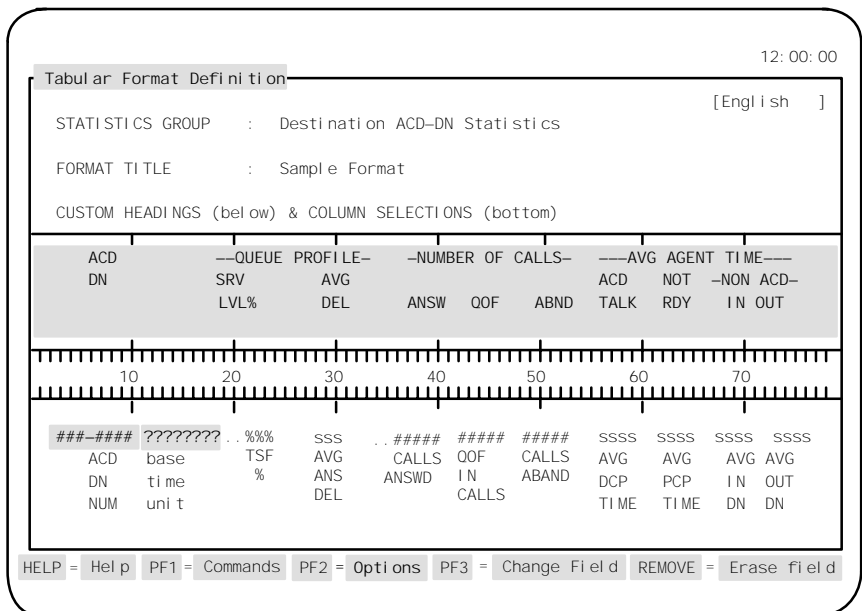 12:00:00
Tabular Format Definition
[English ]
STATISTICS GROUP : Destination ACD–DN Statistics
FORMAT TITLE : Sample Format
CUSTOM HEADINGS (below) & COLUMN SELECTIONS (bottom)
ACD ––QUEUE PROFILE– –NUMBER OF CALLS– –––AVG AGENT TIME–––
DN SRV AVG ACD NOT –NON ACD–
LVL% DEL ANSW QOF ABND TALK RDY IN OUT
10 20 30 40 50 60 70
###–#### ???????? ..%%% sss ..##### ##### ##### ssss ssss ssss ssss
ACD base TSF AVG CALLS QOF CALLS AVG AVG AVG AVG
DN time % ANS ANSWD IN ABAND DCP PCP IN OUT
NUM unit DEL CALLS TIME TIME DN DN
HELP = Help PF1 = Commands PF2 = Options PF3 = Change Field REMOVE = Erase field